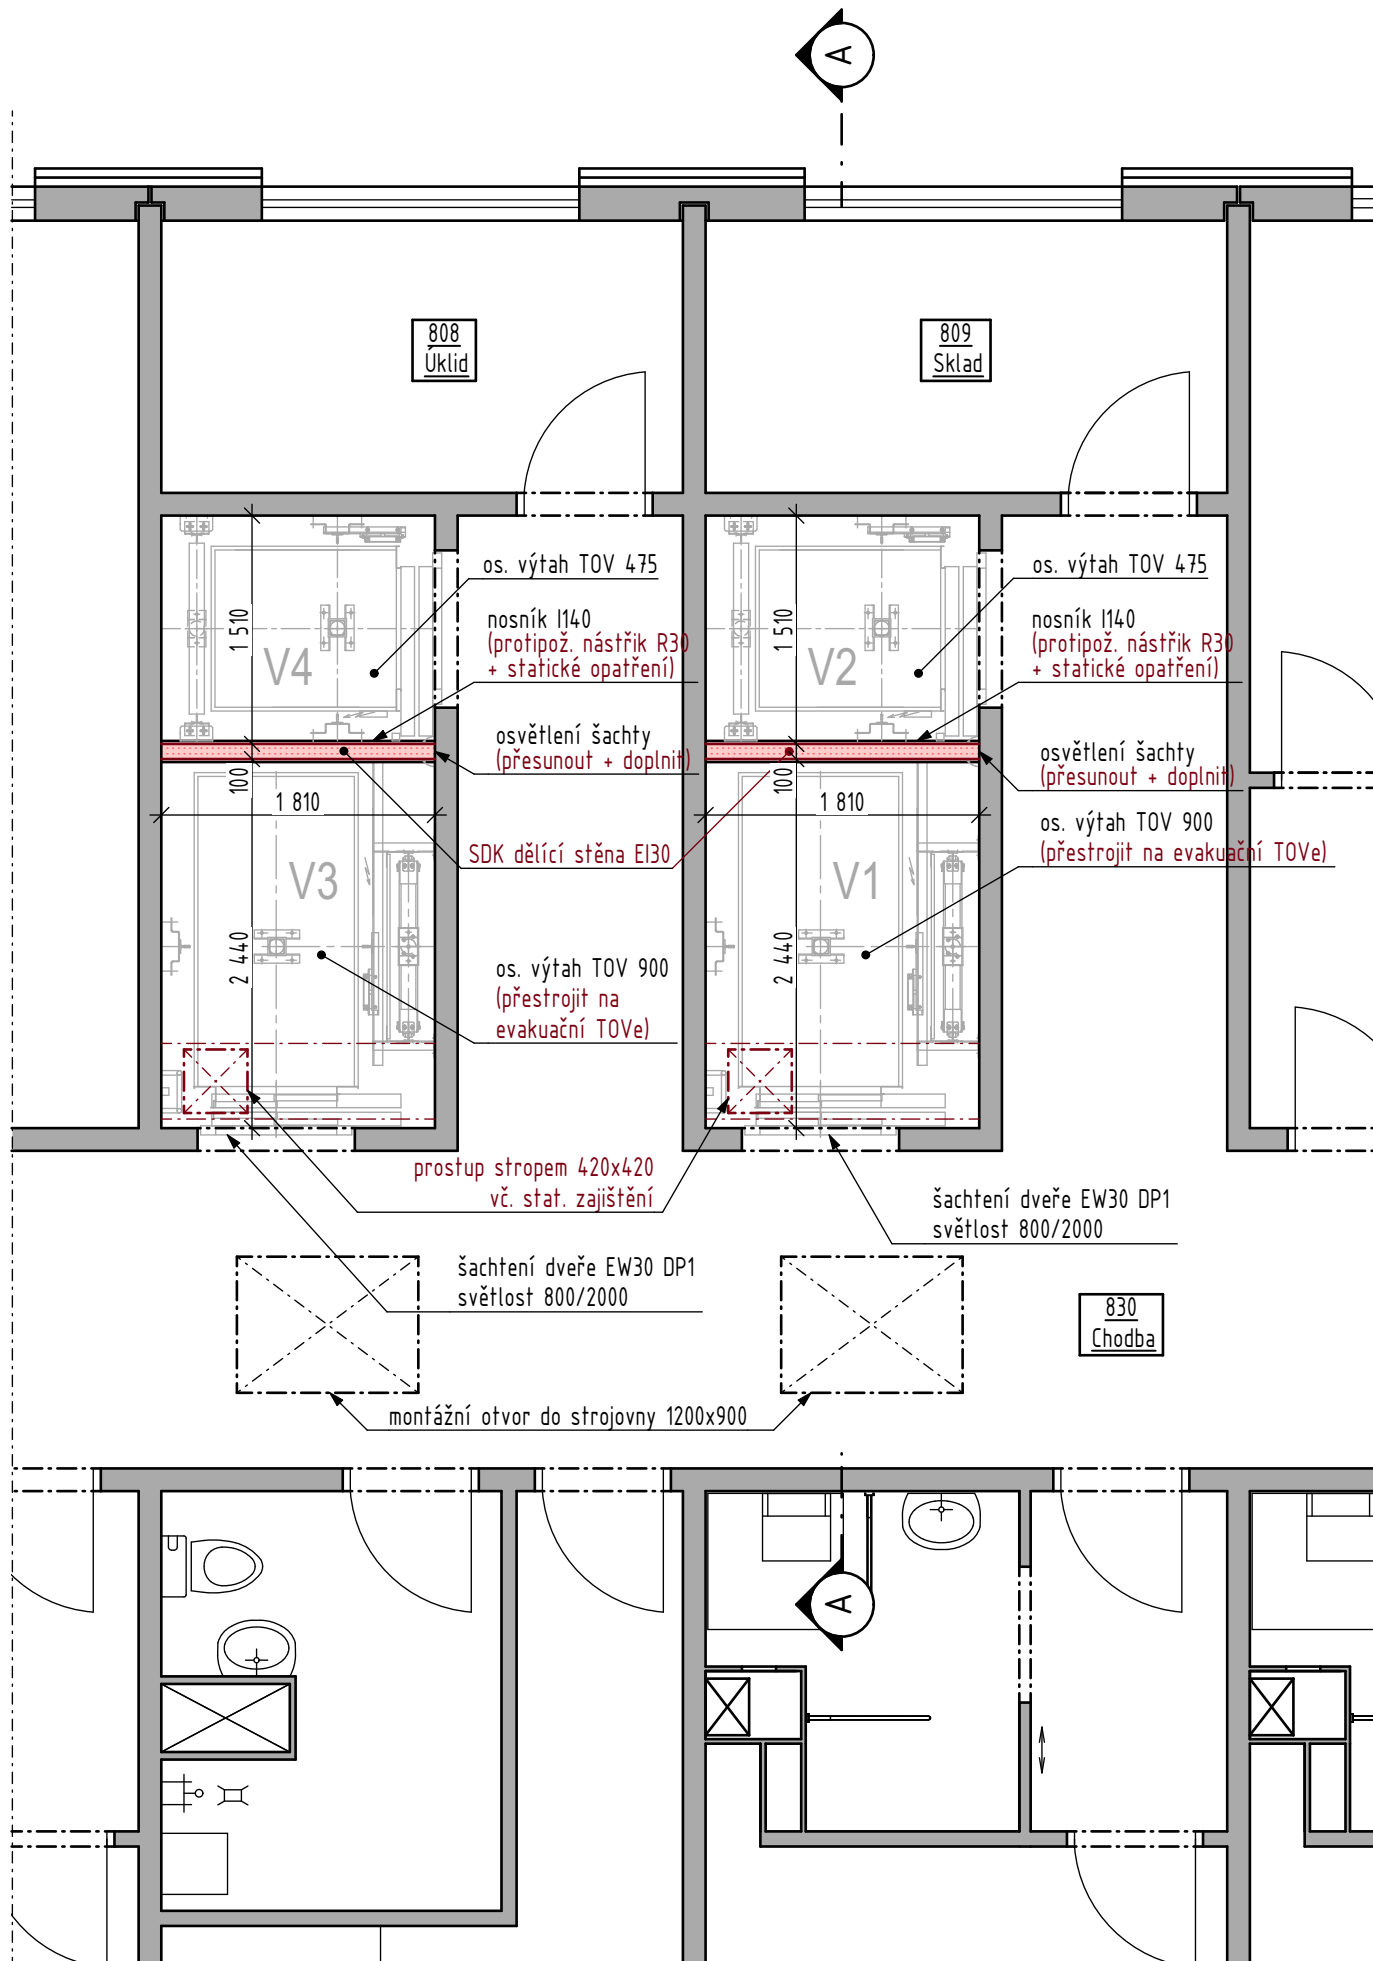 A
808
Úklid
809
Sklad
os. výtah TOV 475
nosník I140
(protipož. nástřik R30
+ statické opatření)
osvětlení šachty
(přesunout + doplnit)
1 510
V4
100
1 810
SDK dělící stěna EI30
V3
2 440
os. výtah TOV 900
(přestrojit na
evakuační TOVe)
os. výtah TOV 475
nosník I140
(protipož. nástřik R30
+ statické opatření)
osvětlení šachty
(přesunout + doplnit)
1 510
V2
100
1 810
os. výtah TOV 900
(přestrojit na evakuační TOVe)
V1
2 440
prostup stropem 420x420
vč. stat. zajištění
šachtení dveře EW30 DP1
světlost 800/2000
šachtení dveře EW30 DP1
světlost 800/2000
830
Chodba
montážní otvor do strojovny 1200x900
A